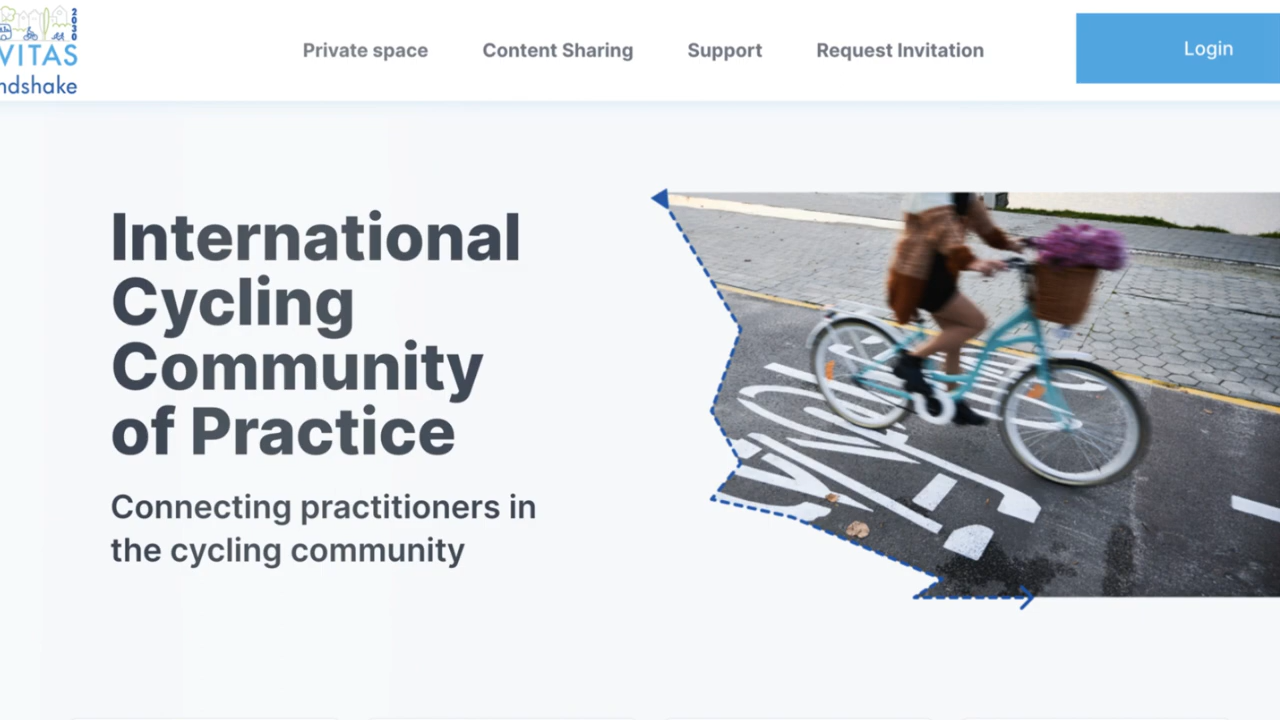 2030
VITAS
ndshake
Private space
Content Sharing
Support
Request Invitation
Login
International
Cycling
Community
of Practice
Connecting practitioners in
the cycling community